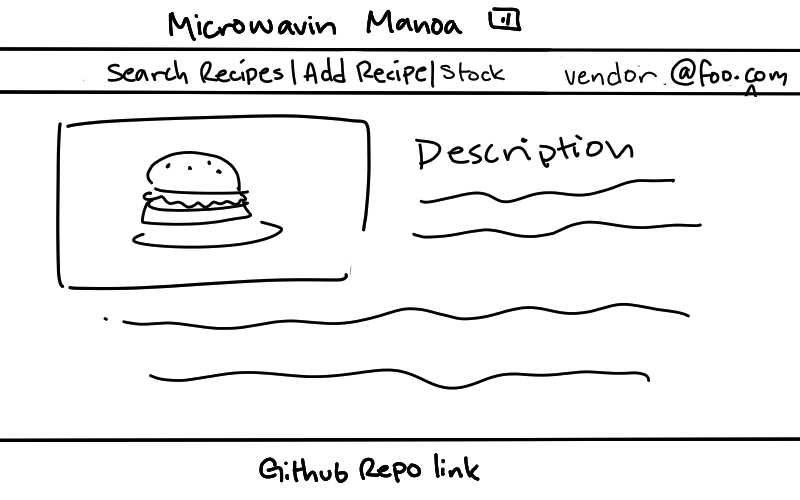 Microwavin Manoa
Search Recipes | Add Recipe | Stock vendor.@foo.com
Description
Github Repo link